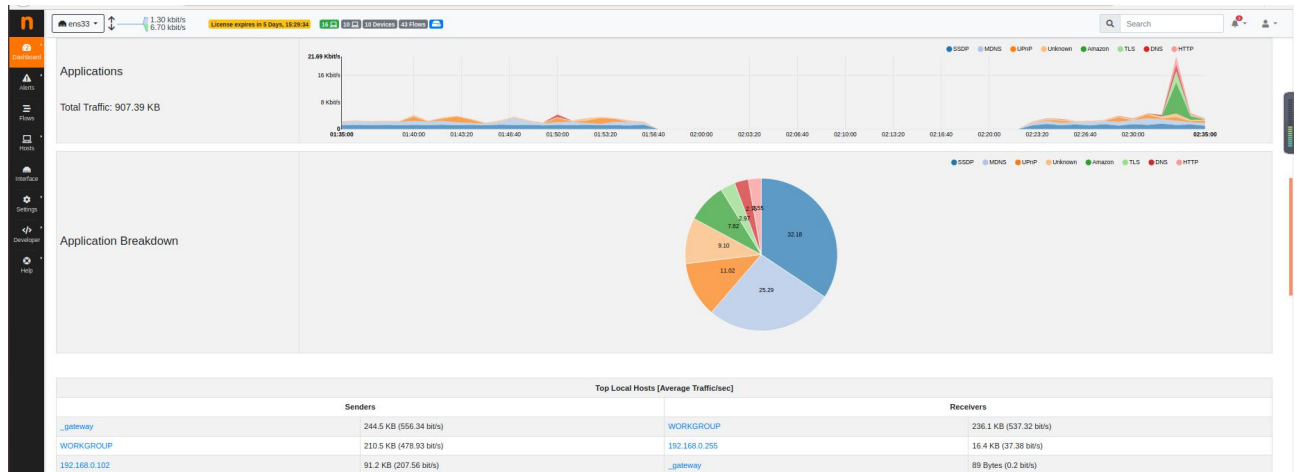 n
ens33
1.30 kbit/s
6.70 kbit/s
License expires in 5 Days, 15:29:34
16
10
10 Devices
43 Flows
Search
Dashboard
Alerts
Flows
Hosts
Interface
Settings
Developer
Help
Applications
Total Traffic: 907.39 KB
SSDP MDNS UPnP Unknown Amazon TLS DNS HTTP
21.69 Kbit/s
16 Kbit/s
8 Kbit/s
0
01:35:00 01:40:00 01:43:20 01:46:40 01:50:00 01:53:20 01:56:40 02:00:00 02:03:20 02:06:40 02:10:00 02:13:20 02:16:40 02:20:00 02:23:20 02:26:40 02:30:00 02:35:00
Application Breakdown
SSDP MDNS UPnP Unknown Amazon TLS DNS HTTP
2.97
7.82
32.18
9.10
11.02
25.29
Top Local Hosts [Average Traffic/sec]
Senders Receivers
_gateway 244.5 KB (556.34 bit/s) WORKGROUP 236.1 KB (537.32 bit/s)
WORKGROUP 210.5 KB (478.93 bit/s) 192.168.0.255 16.4 KB (37.38 bit/s)
192.168.0.102 91.2 KB (207.56 bit/s) _gateway 89 Bytes (0.2 bit/s)